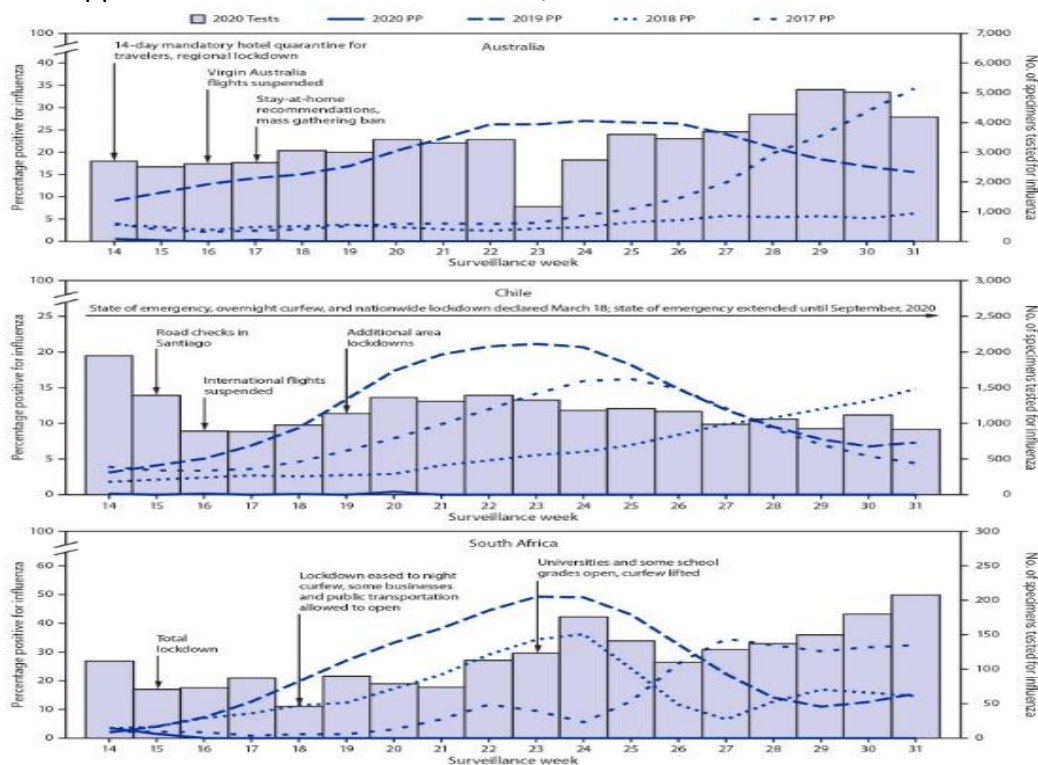 2020 Tests 2020 PP 2019 PP 2018 PP 2017 PP
Australia
14-day mandatory hotel quarantine for
travelers, regional lockdown
Virgin Australia
flights suspended
Stay-at-home
recommendations,
mass gathering ban
Percentage positive for influenza
100
40
35
30
25
20
15
10
5
0
No. of specimens tested for influenza
7,000
6,000
5,000
4,000
3,000
2,000
1,000
0
14 15 16 17 18 19 20 21 22 23 24 25 26 27 28 29 30 31
Surveillance week
Chile
State of emergency, overnight curfew, and nationwide lockdown declared March 18; state of emergency extended until September, 2020
Road checks in
Santiago
International flights
suspended
Additional area
lockdowns
Percentage positive for influenza
100
25
20
15
10
5
0
No. of specimens tested for influenza
3,000
2,500
2,000
1,500
1,000
500
0
14 15 16 17 18 19 20 21 22 23 24 25 26 27 28 29 30 31
Surveillance week
South Africa
Total
lockdown
Lockdown eased to night
curfew, some businesses
and public transportation
allowed to open
Universities and some school
grades open, curfew lifted
Percentage positive for influenza
100
60
50
40
30
20
10
0
No. of specimens tested for influenza
300
250
200
150
100
50
0
14 15 16 17 18 19 20 21 22 23 24 25 26 27 28 29 30 31
Surveillance week